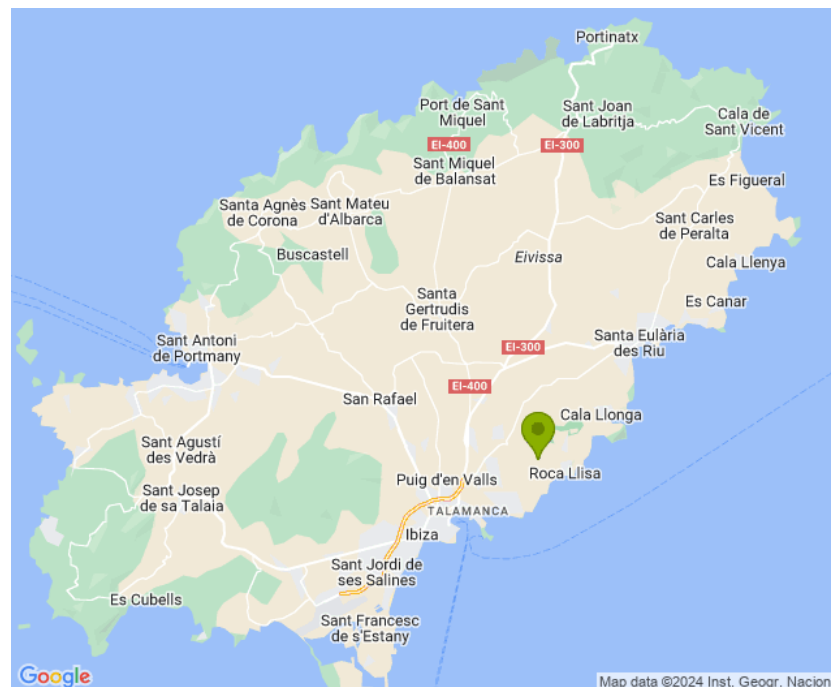 Portinatx
Port de Sant
Miquel
Sant Joan
de Labritja
Cala de
Sant Vicent
EI-400
EI-300
Sant Miquel
de Balansat
Es Figueral
Santa Agnès
de Corona
Sant Mateu
d'Albarca
Sant Carles
de Peralta
Buscastell
Eivissa
Cala Llenya
Santa
Gertrudis
de Fruitera
Es Canar
Sant Antoni
de Portmany
Santa Eulària
des Riu
EI-300
EI-400
San Rafael
Cala Llonga
Sant Agustí
des Vedrà
Roca Llisa
Puig d'en Valls
Sant Josep
de sa Talaia
TALAMANCA
Ibiza
Sant Jordi de
ses Salines
Es Cubells
Sant Francesc
de s'Estany
Google
Map data ©2024 Inst. Geogr. Nacion